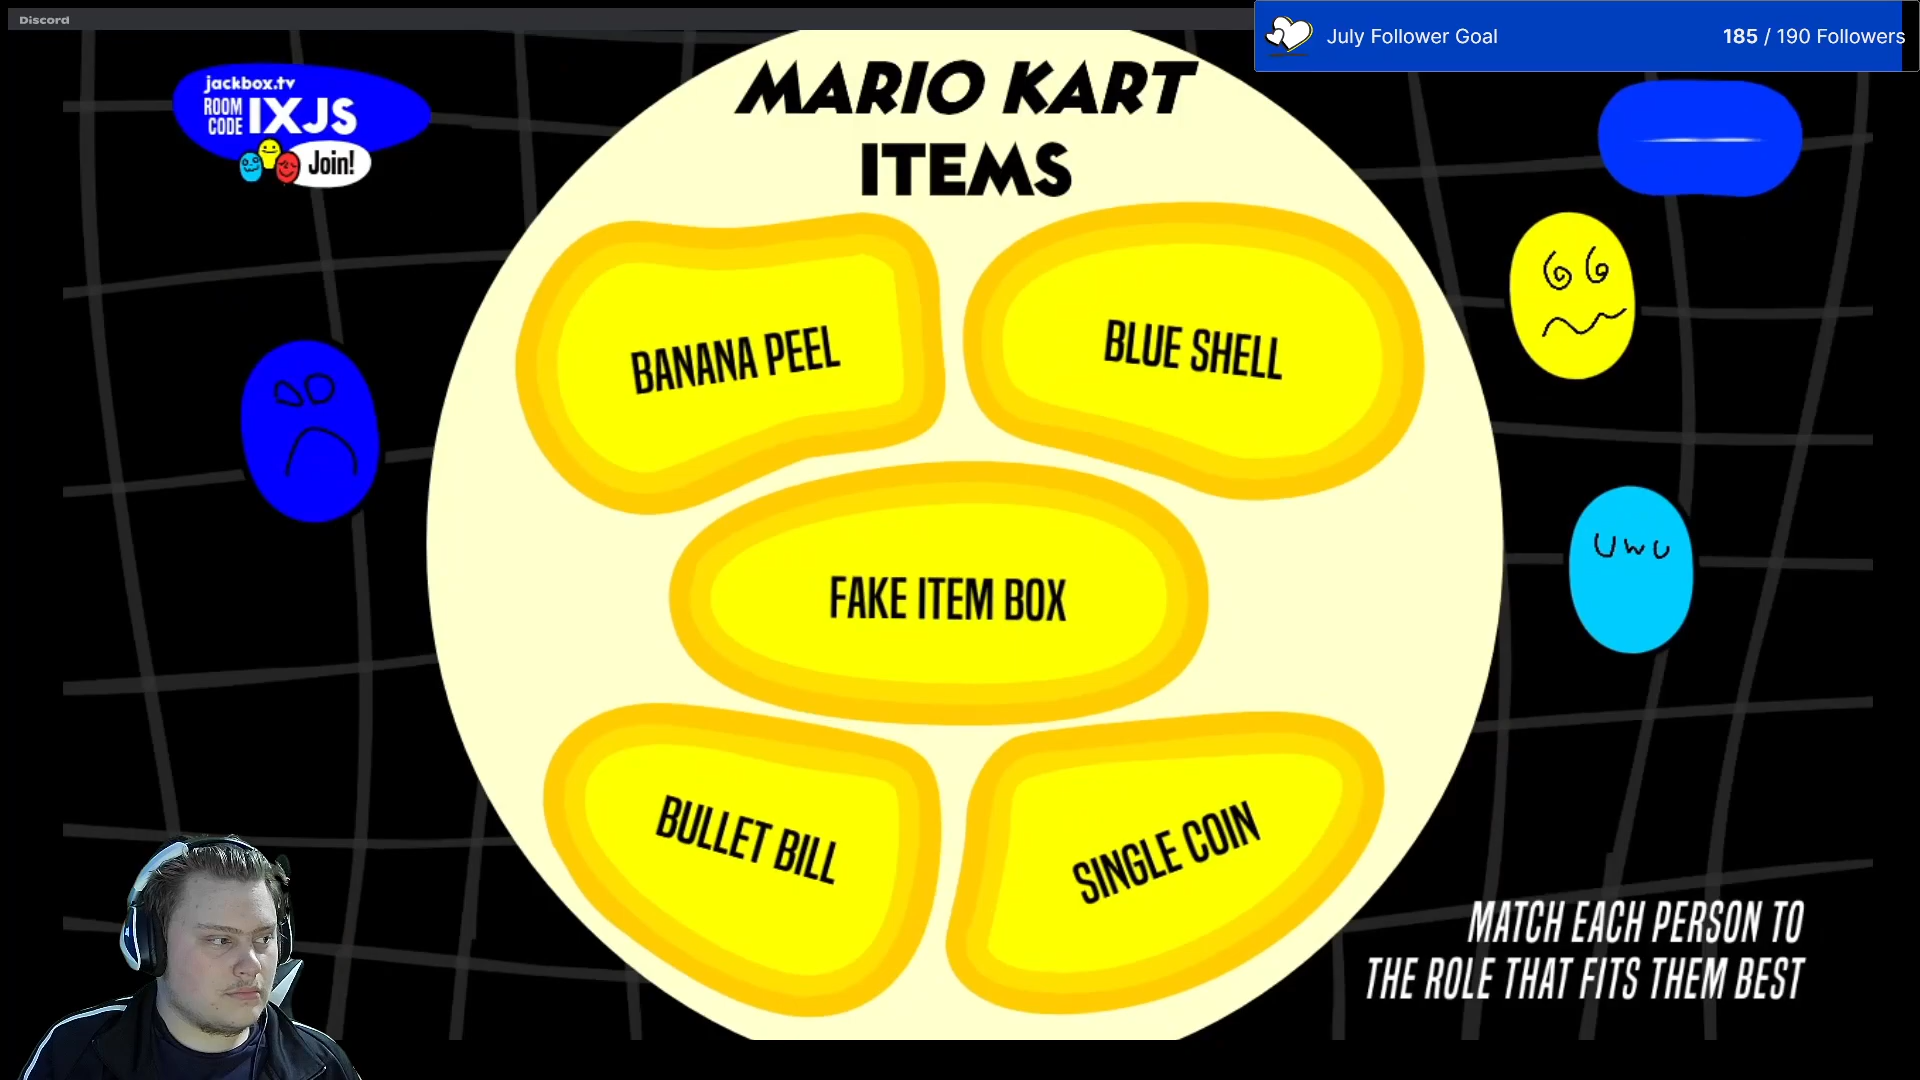 Discord
July Follower Goal
185 / 190 Followers
jackbox.tv
ROOM CODE IXJS
Join!
MARIO KART
ITEMS
BANANA PEEL
BLUE SHELL
FAKE ITEM BOX
BULLET BILL
SINGLE COIN
UwU
MATCH EACH PERSON TO
THE ROLE THAT FITS THEM BEST